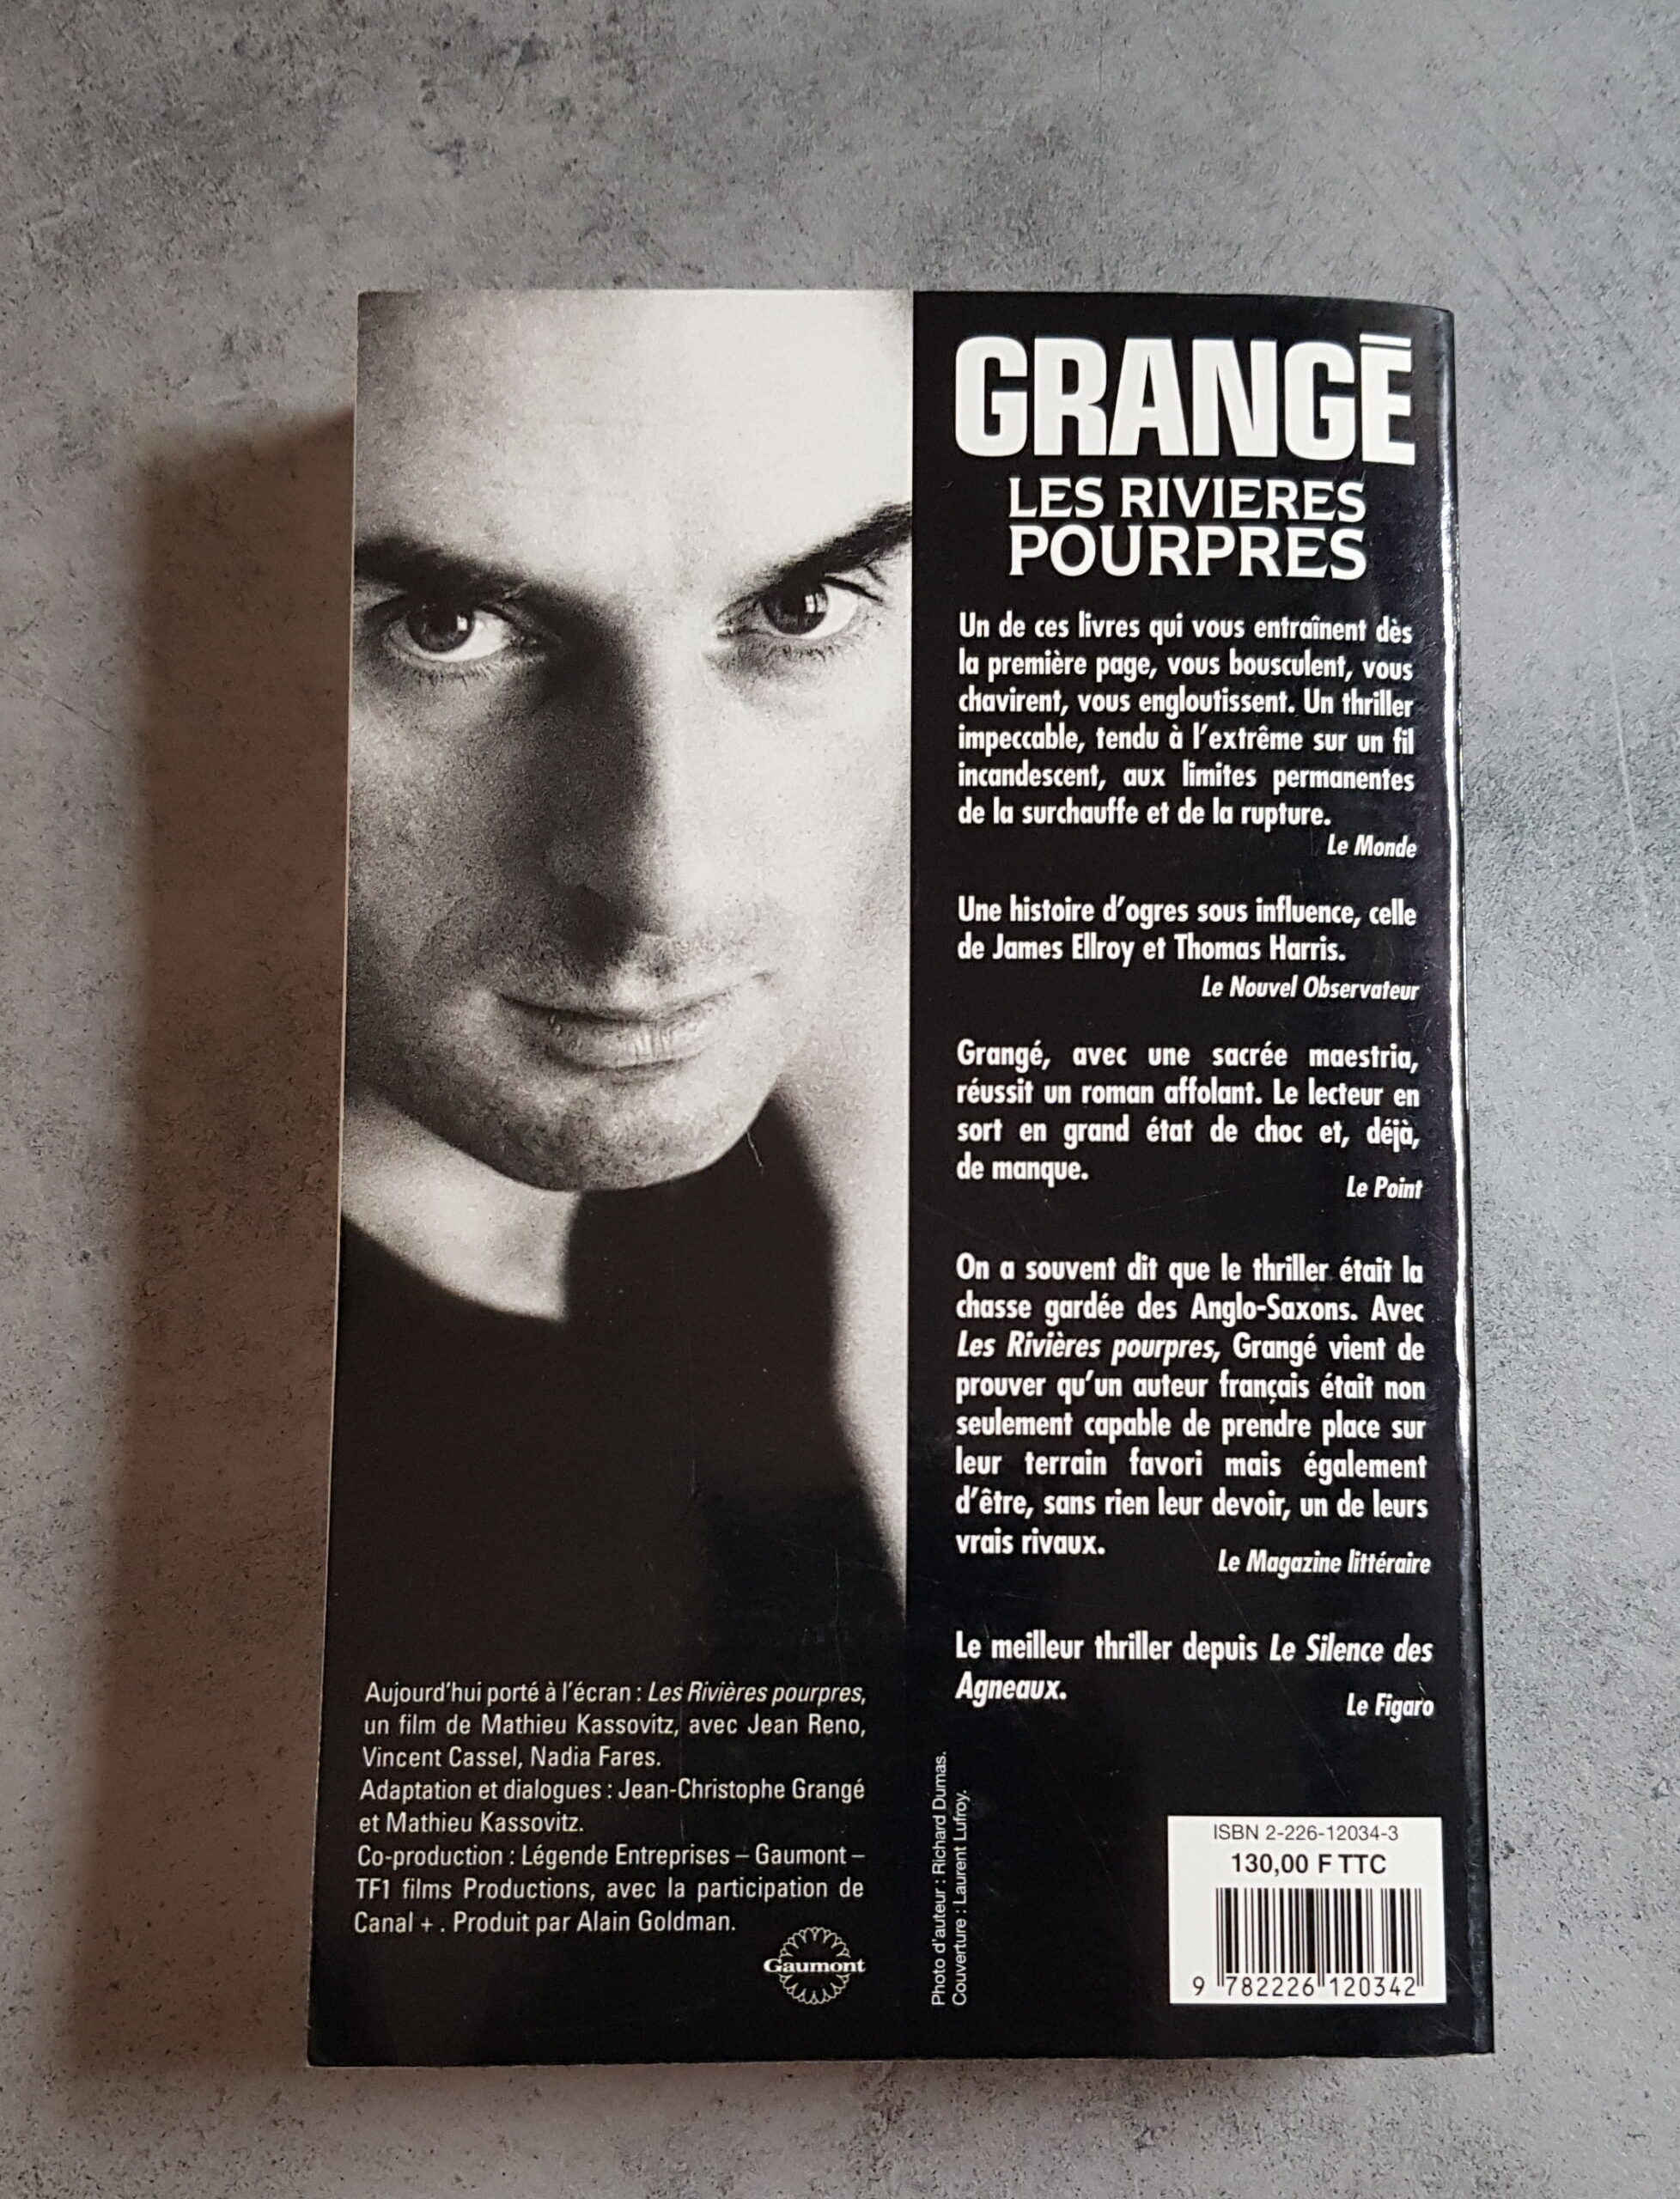 GRANGÉ
LES RIVIERES
POURPRES
Un de ces livres qui vous entraînent dès
la première page, vous bousculent, vous
chavirent, vous engloutissent. Un thriller
impeccable, tendu à l'extrême sur un fil
incandescent, aux limites permanentes
de la surchauffe et de la rupture.
Le Monde
Une histoire d'ogres sous influence, celle
de James Ellroy et Thomas Harris.
Le Nouvel Observateur
Grangé, avec une sacrée maestria,
réussit un roman affolant. Le lecteur en
sort en grand état de choc et, déjà,
de manque.
Le Point
On a souvent dit que le thriller était la
chasse gardée des Anglo-Saxons. Avec
Les Rivières pourpres, Grangé vient de
prouver qu'un auteur français était non
seulement capable de prendre place sur
leur terrain favori mais également
d'être, sans rien leur devoir, un de leurs
vrais rivaux.
Le Magazine littéraire
Le meilleur thriller depuis Le Silence des
Agneaux.
Le Figaro
Aujourd'hui porté à l'écran : Les Rivières pourpres,
un film de Mathieu Kassovitz, avec Jean Reno,
Vincent Cassel, Nadia Fares.
Adaptation et dialogues : Jean-Christophe Grangé
et Mathieu Kassovitz.
Co-production : Légende Entreprises – Gaumont –
TF1 films Productions, avec la participation de
Canal + . Produit par Alain Goldman.
Gaumont
Photo d'auteur : Richard Dumas.
Couverture : Laurent Lufroy.
ISBN 2-226-12034-3
130,00 F TTC
9 782226 120342